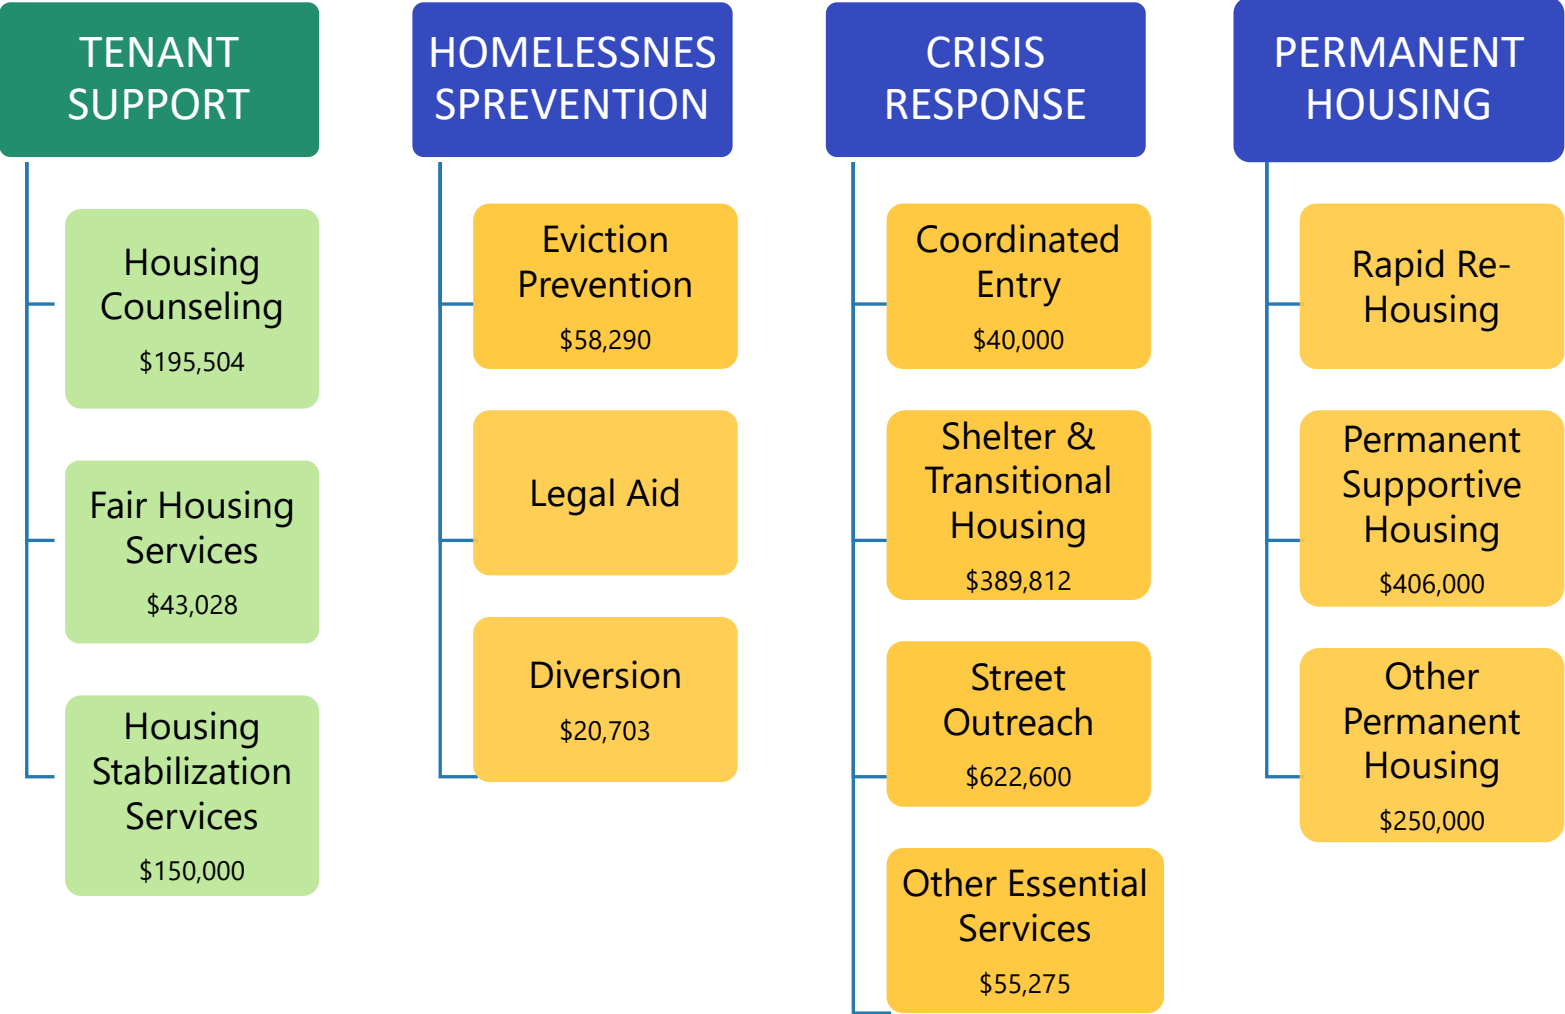 TENANT
SUPPORT
Housing
Counseling
$195,504
Fair Housing
Services
$43,028
Housing
Stabilization
Services
$150,000
HOMELESSNES
SPREVENTION
Eviction
Prevention
$58,290
Legal Aid
Diversion
$20,703
CRISIS
RESPONSE
Coordinated
Entry
$40,000
Shelter &
Transitional
Housing
$389,812
Street
Outreach
$622,600
Other Essential
Services
$55,275
PERMANENT
HOUSING
Rapid Re-
Housing
Permanent
Supportive
Housing
$406,000
Other
Permanent
Housing
$250,000